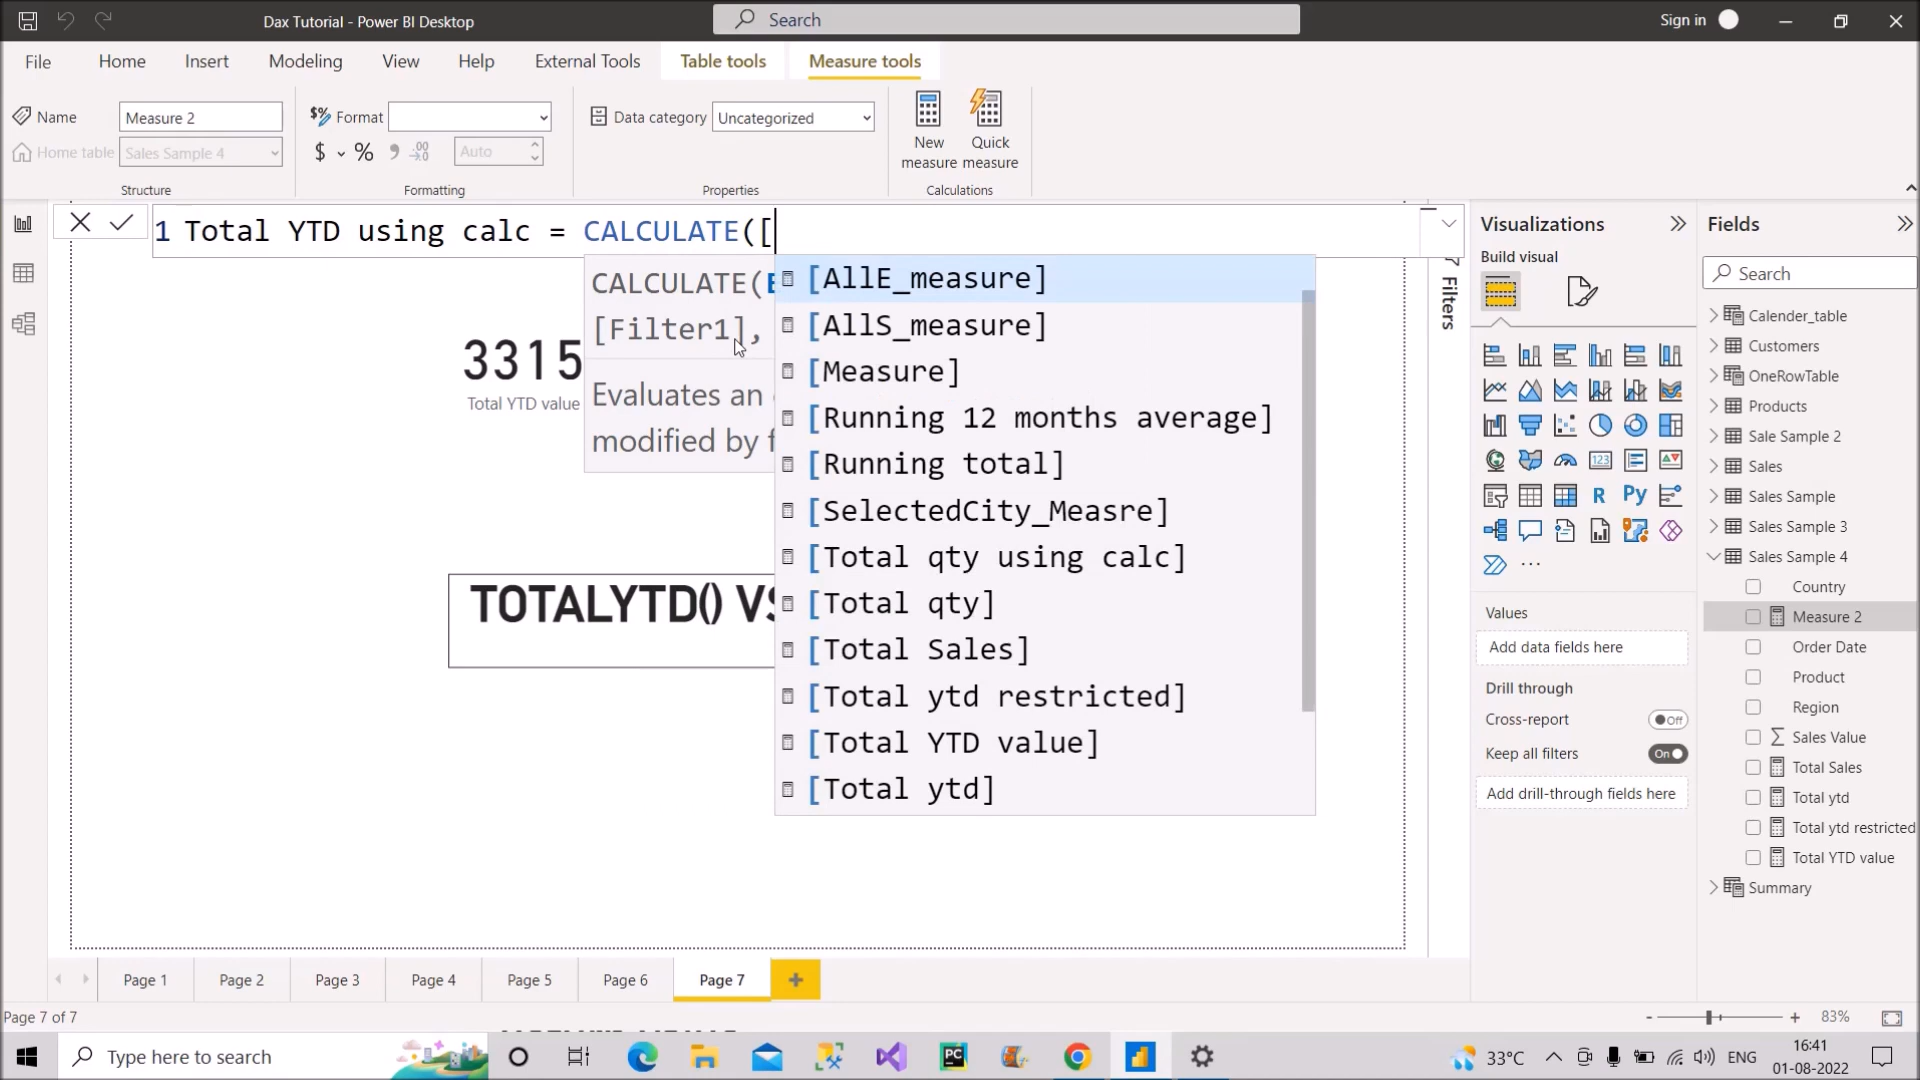 Dax Tutorial - Power BI Desktop
Search
Sign in
File
Home
Insert
Modeling
View
Help
External Tools
Table tools
Measure tools
Name
Measure 2
Home table
Sales Sample 4
Structure
Format
$ % 9 .00
Auto
Formatting
Data category
Uncategorized
Properties
New measure
Quick measure
Calculations
1 Total YTD using calc = CALCULATE([
CALCULATE(E
[Filter1],
Evaluates an
modified by f
[AllE_measure]
[AllS_measure]
[Measure]
[Running 12 months average]
[Running total]
[SelectedCity_Measre]
[Total qty using calc]
[Total qty]
[Total Sales]
[Total ytd restricted]
[Total YTD value]
[Total ytd]
3315
Total YTD value
TOTALYTD() VS
Filters
Visualizations
Build visual
123
R
Py
...
Values
Add data fields here
Drill through
Cross-report
Off
Keep all filters
On
Add drill-through fields here
Fields
Search
Calender_table
Customers
OneRowTable
Products
Sale Sample 2
Sales
Sales Sample
Sales Sample 3
Sales Sample 4
Country
Measure 2
Order Date
Product
Region
Sales Value
Total Sales
Total ytd
Total ytd restricted
Total YTD value
Summary
Page 1
Page 2
Page 3
Page 4
Page 5
Page 6
Page 7
+
Page 7 of 7
- + 83%
Type here to search
PC
33°C
ENG
16:41
01-08-2022